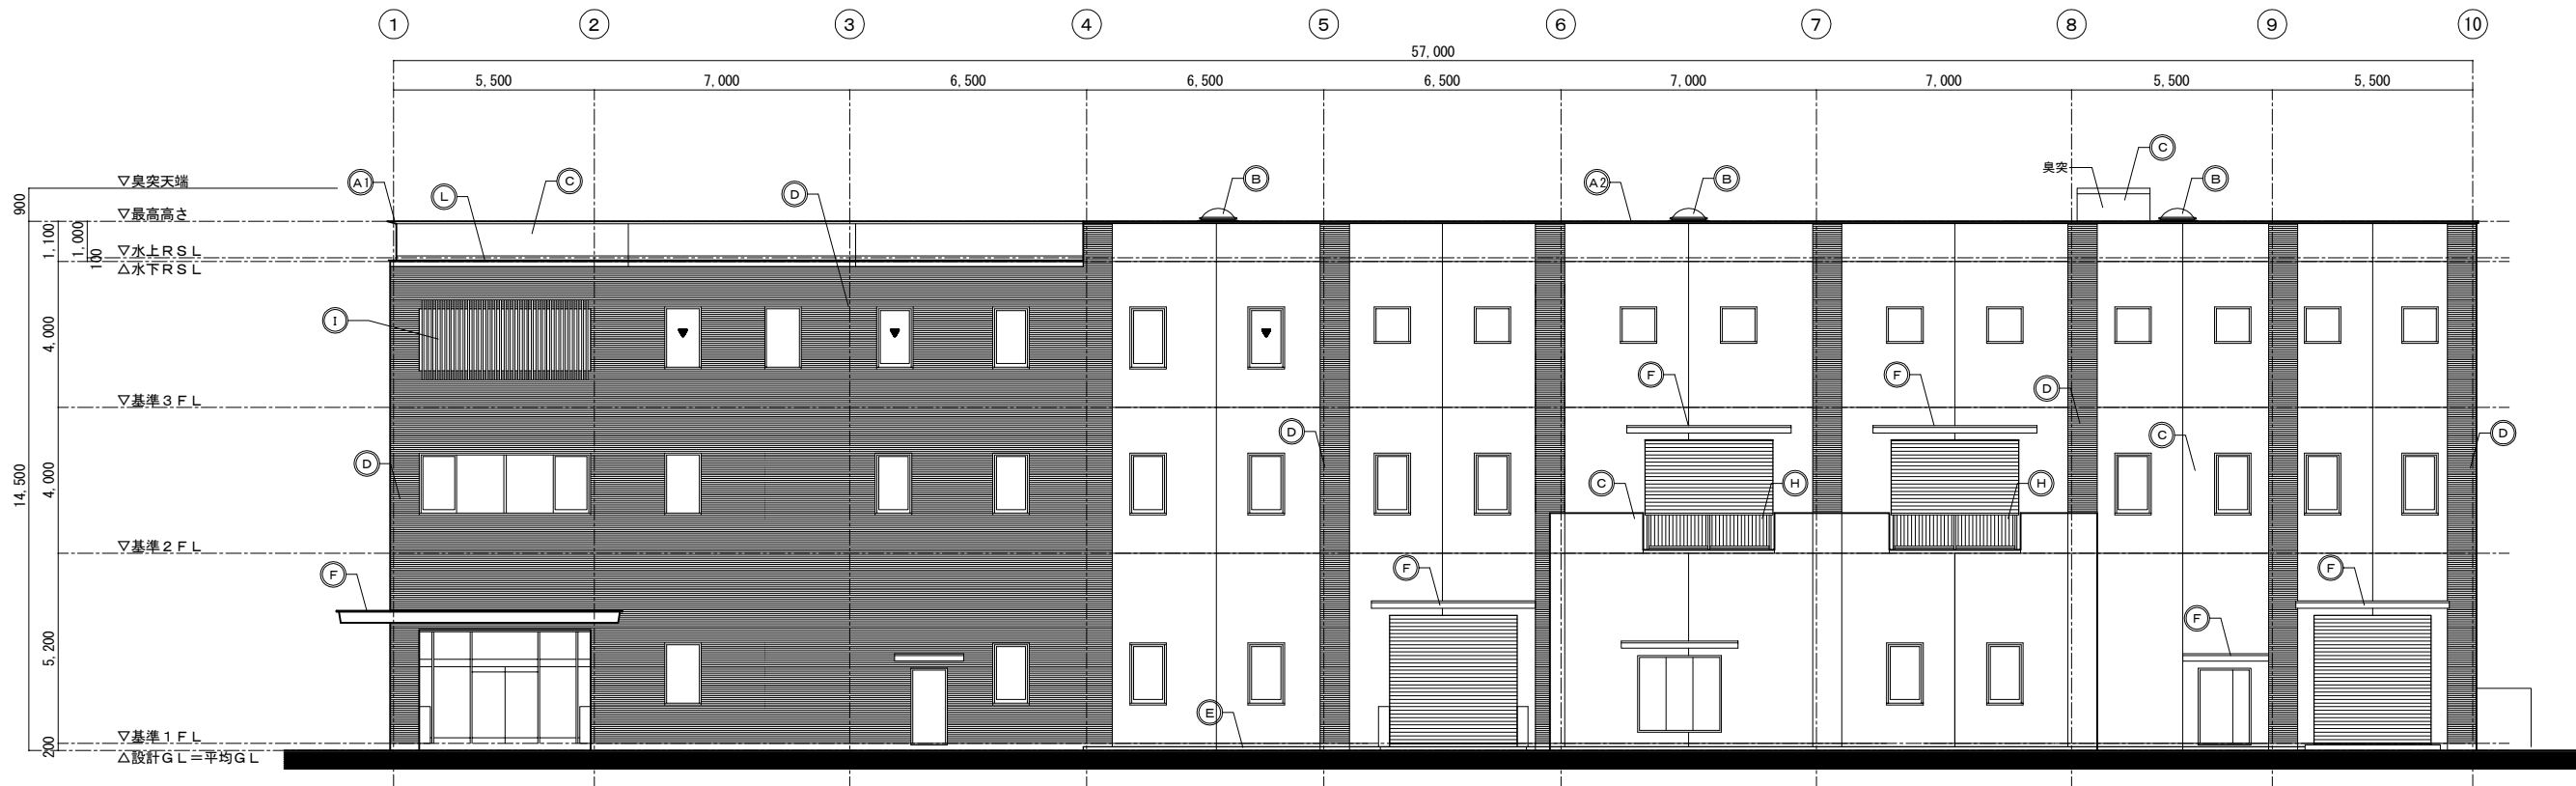 1 2 3 4 5 6 7 8 9 10
57,000
5,500 7,000 6,500 6,500 6,500 7,000 7,000 5,500 5,500
臭突 C
▽臭突天端 A1 L C D B A2 B B
900
▽最高高さ
1,100 1,000 100
▽水上RSL
△水下RSL
I
4,000
F F D
▽基準3FL
D D C D
14,500 4,000
C H H
▽基準2FL
F F F
F
5,200
E
▽基準1FL
200
△設計GL=平均GL